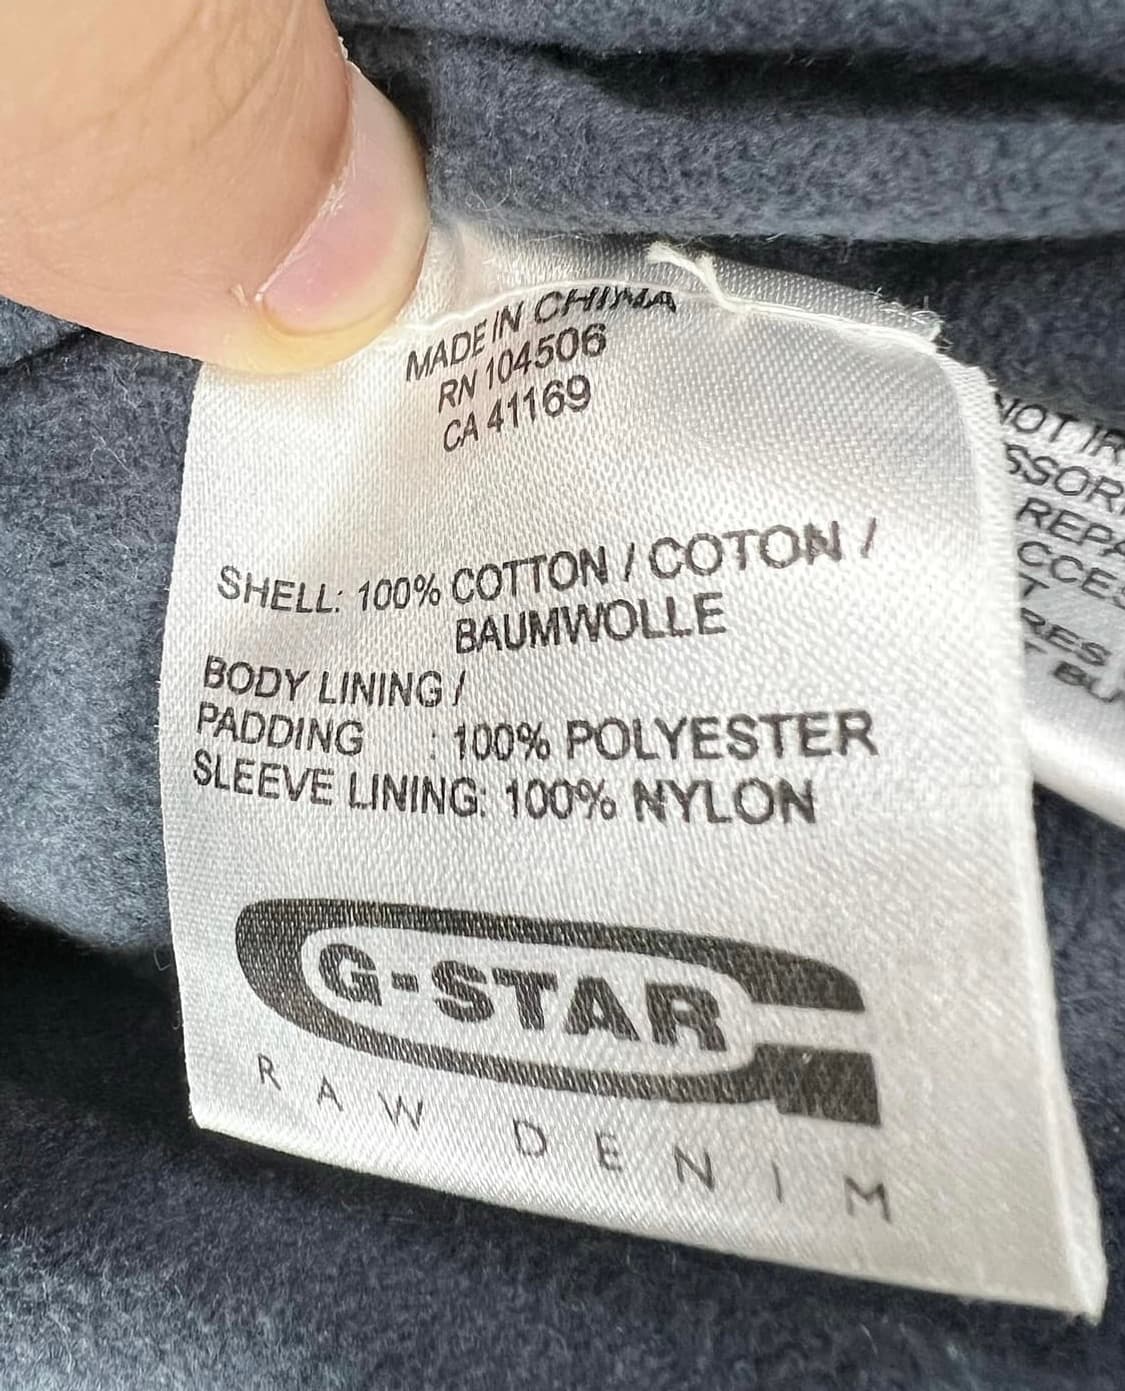 MADE IN CHINA
RN 104506
CA 41169
SHELL: 100% COTTON / COTON /
BAUMWOLLE
BODY LINING /
PADDING : 100% POLYESTER
SLEEVE LINING: 100% NYLON
G-STAR
RAW DENIM
NOT